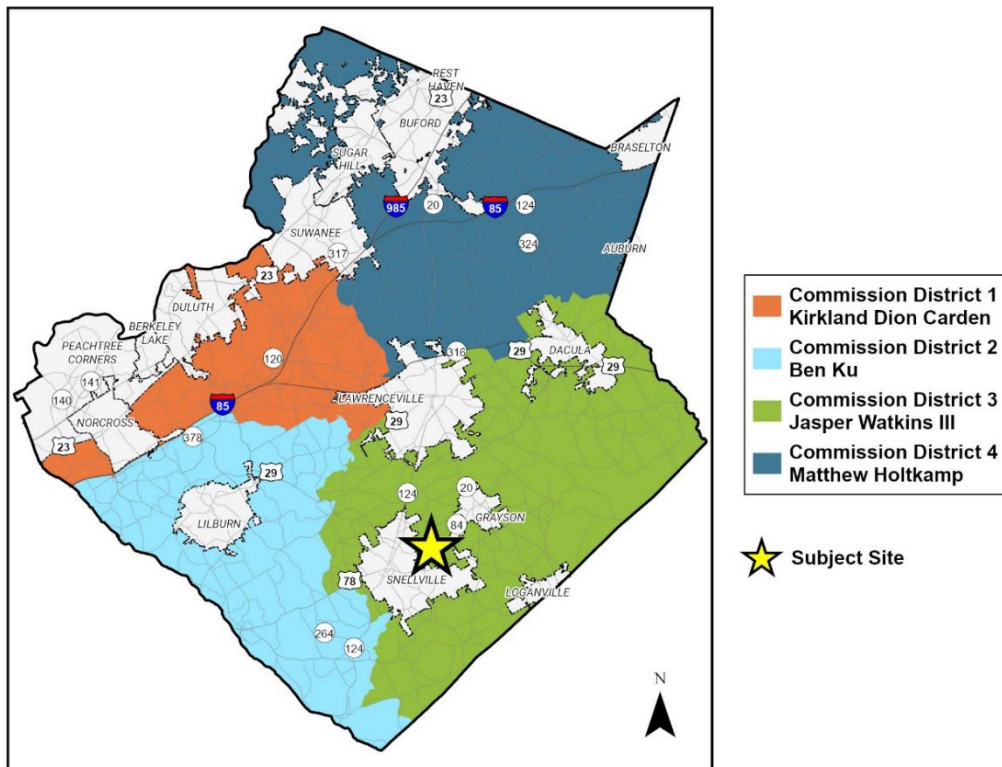 REST
HAVEN
23
BUFORD
BRASELTON
SUGAR
HILL
985
20
85
124
SUWANEE
324
AUBURN
317
23
DULUTH
BERKELEY
LAKE
PEACHTREE
CORNERS
141
140
120
316
29
DACULA
29
LAWRENCEVILLE
85
29
NORCROSS
378
23
29
LILBURN
124
20
GRAYSON
84
78
SNELLVILLE
LOGANVILLE
264
124
N
Commission District 1
Kirkland Dion Carden
Commission District 2
Ben Ku
Commission District 3
Jasper Watkins III
Commission District 4
Matthew Holtkamp
Subject Site